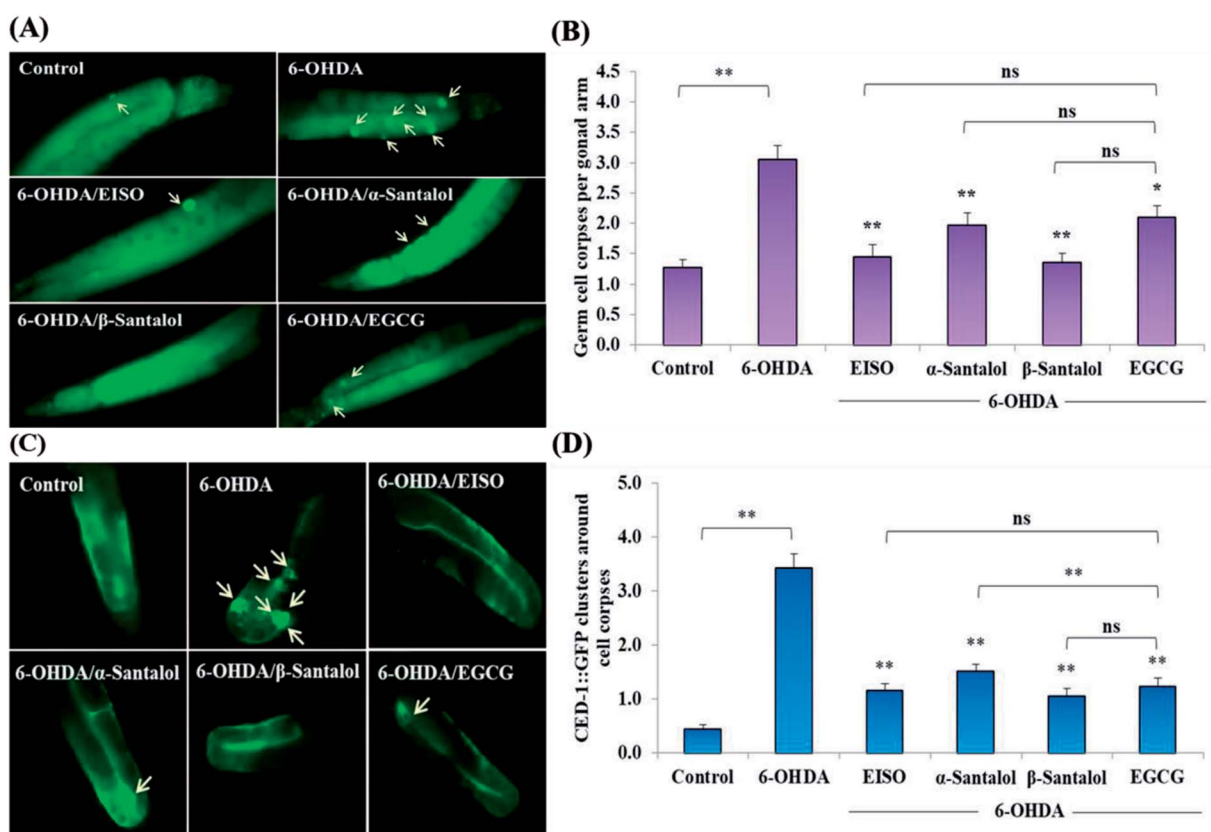 (A)
Control
6-OHDA
6-OHDA/EISO
6-OHDA/α-Santalol
6-OHDA/β-Santalol
6-OHDA/EGCG
(B)
Germ cell corpses per gonad arm
4.5
4.0
3.5
3.0
2.5
2.0
1.5
1.0
0.5
0.0
**
ns
ns
ns
**
**
**
*
Control
6-OHDA
EISO
α-Santalol
β-Santalol
EGCG
6-OHDA
(C)
Control
6-OHDA
6-OHDA/EISO
6-OHDA/α-Santalol
6-OHDA/β-Santalol
6-OHDA/EGCG
(D)
CED-1::GFP clusters around
cell corpses
5.0
4.0
3.0
2.0
1.0
0.0
**
ns
**
ns
**
**
**
**
Control
6-OHDA
EISO
α-Santalol
β-Santalol
EGCG
6-OHDA